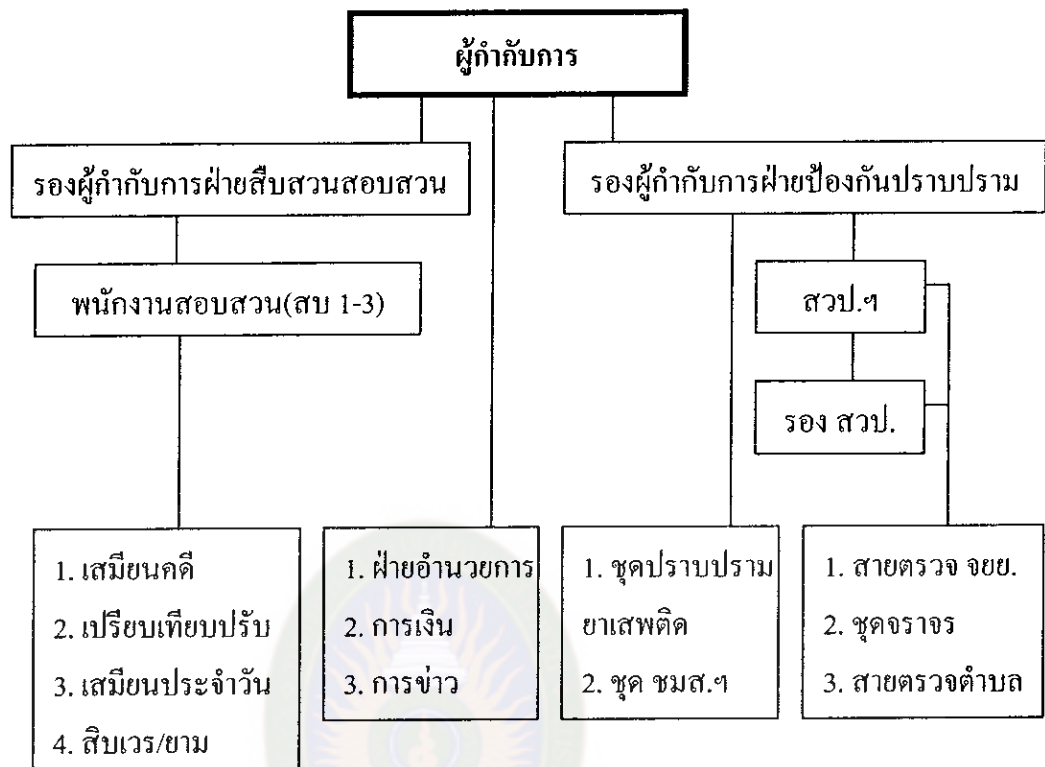 ผู้กำกับการ
รองผู้กำกับการฝ่ายสืบสวนสอบสวน
รองผู้กำกับการฝ่ายป้องกันปราบปราม
พนักงานสอบสวน(สบ 1-3)
สวป.ฯ
รอง สวป.
1. เสมียนคดี
2. เปรียบเทียบปรับ
3. เสมียนประจำวัน
4. สิบเวร/ยาม
1. ฝ่ายอำนวยการ
2. การเงิน
3. การข่าว
1. ชุดปราบปราม
ยาเสพติด
2. ชุด ชมส.ฯ
1. สายตรวจ จยย.
2. ชุดจราจร
3. สายตรวจตำบล